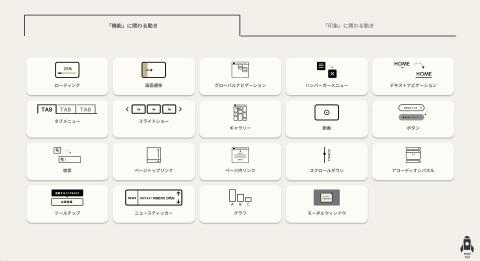 「機能」に関わる動き
「印象」に関わる動き
ローディング
画面遷移
グローバルナビゲーション
HOME
ハンバーガーメニュー
HOME
HOME
テキストナビゲーション
TAB TAB TAB
タブメニュー
スライドショー
ギャラリー
動画
ボタン
検索
ページトップリンク
ページ内リンク
スクロールダウン
アコーディオンパネル
ツールチップ
NEWS
ニュースティッカー
A B C
グラフ
モーダルウィンドウ